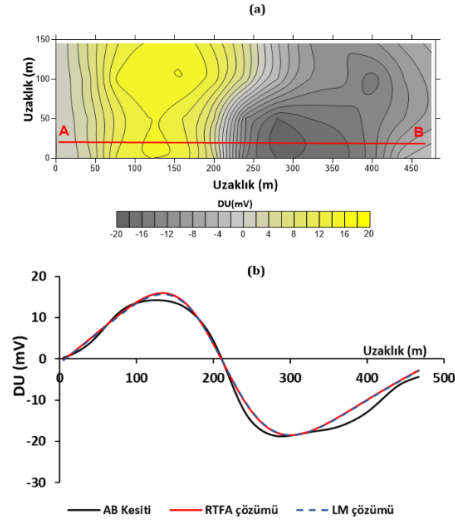 (a)
Uzaklık (m)
150
100
50
0
A
B
0 50 100 150 200 250 300 350 400 450
Uzaklık (m)
DU(mV)
-20 -16 -12 -8 -4 0 4 8 12 16 20
(b)
DU (mV)
20
10
0
-10
-20
-30
0 100 200 300 400 500
Uzaklık (m)
AB Kesiti RTFA çözümü LM çözümü